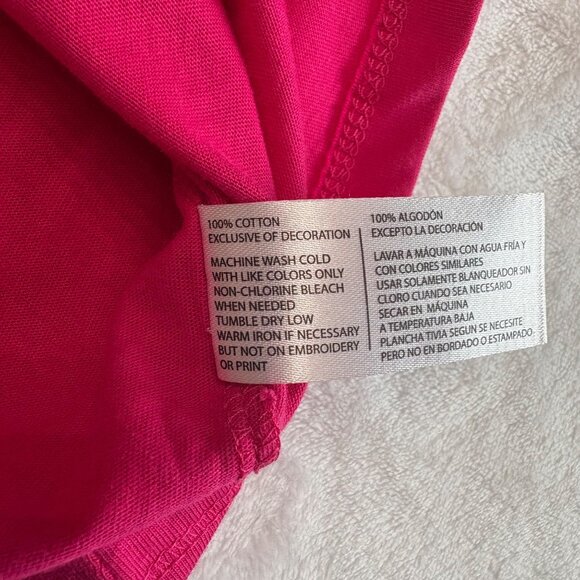 100% COTTON
EXCLUSIVE OF DECORATION
MACHINE WASH COLD
WITH LIKE COLORS ONLY
NON-CHLORINE BLEACH
WHEN NEEDED
TUMBLE DRY LOW
WARM IRON IF NECESSARY
BUT NOT ON EMBROIDERY
OR PRINT
100% ALGODÓN
EXCEPTO LA DECORACIÓN
LAVAR A MÁQUINA CON AGUA FRÍA Y
CON COLORES SIMILARES
USAR SOLAMENTE BLANQUEADOR SIN
CLORO CUANDO SEA NECESARIO
SECAR EN MÁQUINA
A TEMPERATURA BAJA
PLANCHA TIVIA SEGUN SE NECESITE
PERO NO EN BORDADO O ESTAMPADO